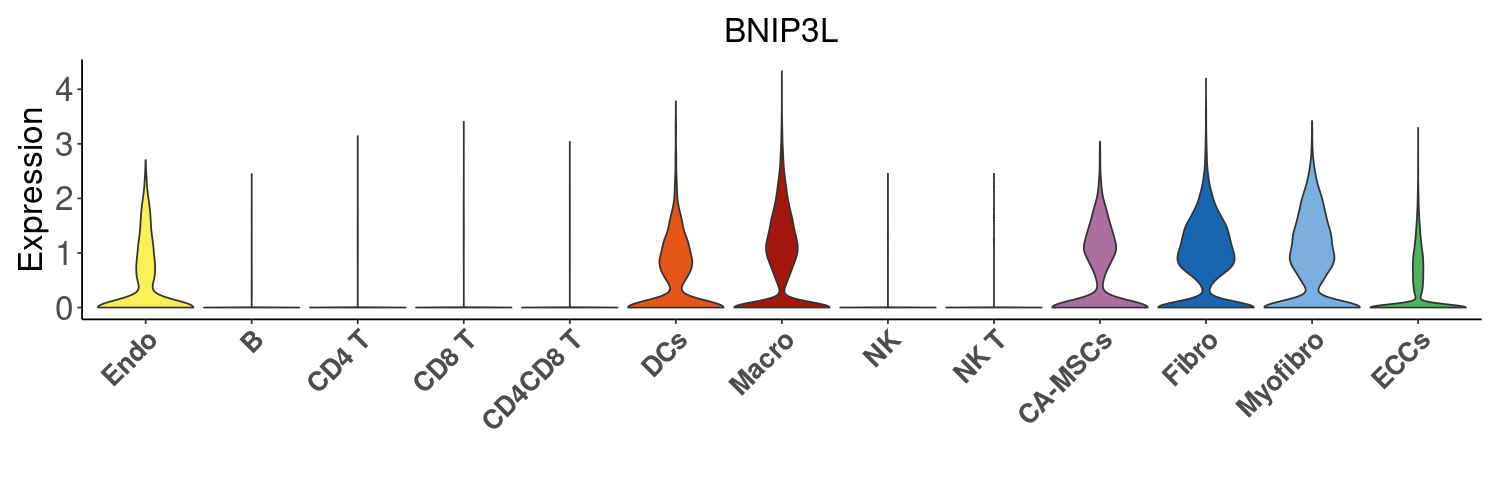 BNIP3L
Expression
4
3
2
1
0
Endo
B
CD4 T
CD8 T
CD4CD8 T
DCs
Macro
NK
NK T
CA-MSCs
Fibro
Myofibro
ECCs